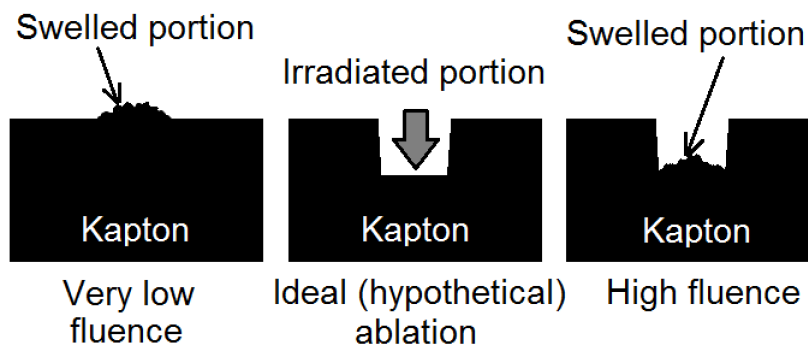 Swelled portion
Kapton
Very low
fluence
Irradiated portion
Kapton
Ideal (hypothetical)
ablation
Swelled portion
Kapton
High fluence